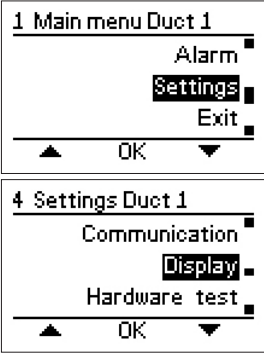 1 Main menu Duct 1
Alarm
Settings
Exit
OK
4 Settings Duct 1
Communication
Display
Hardware test
OK